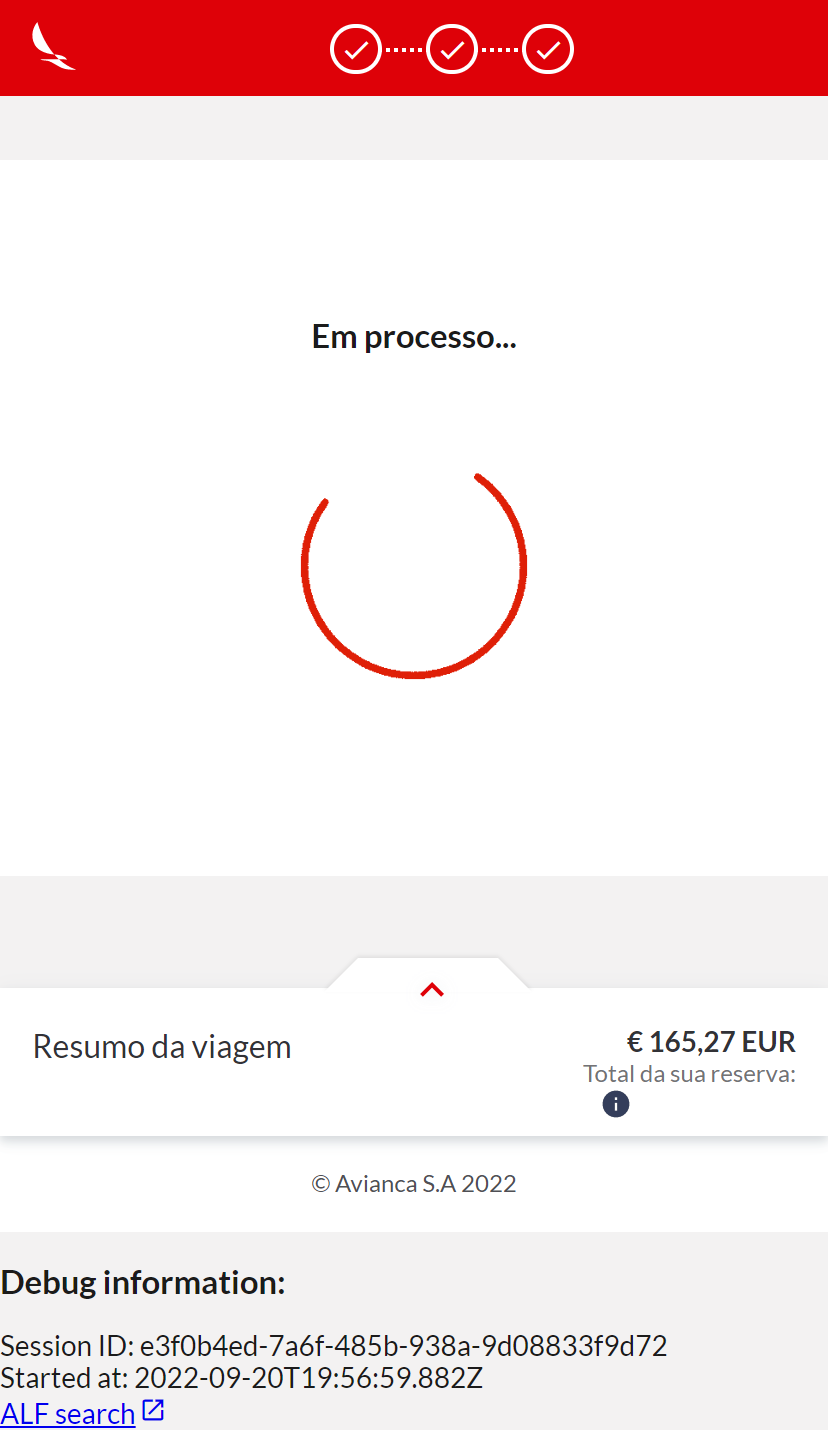 Em processo...
Resumo da viagem
€ 165,27 EUR
Total da sua reserva:
© Avianca S.A 2022
Debug information:
Session ID: e3f0b4ed-7a6f-485b-938a-9d08833f9d72
Started at: 2022-09-20T19:56:59.882Z
ALF search